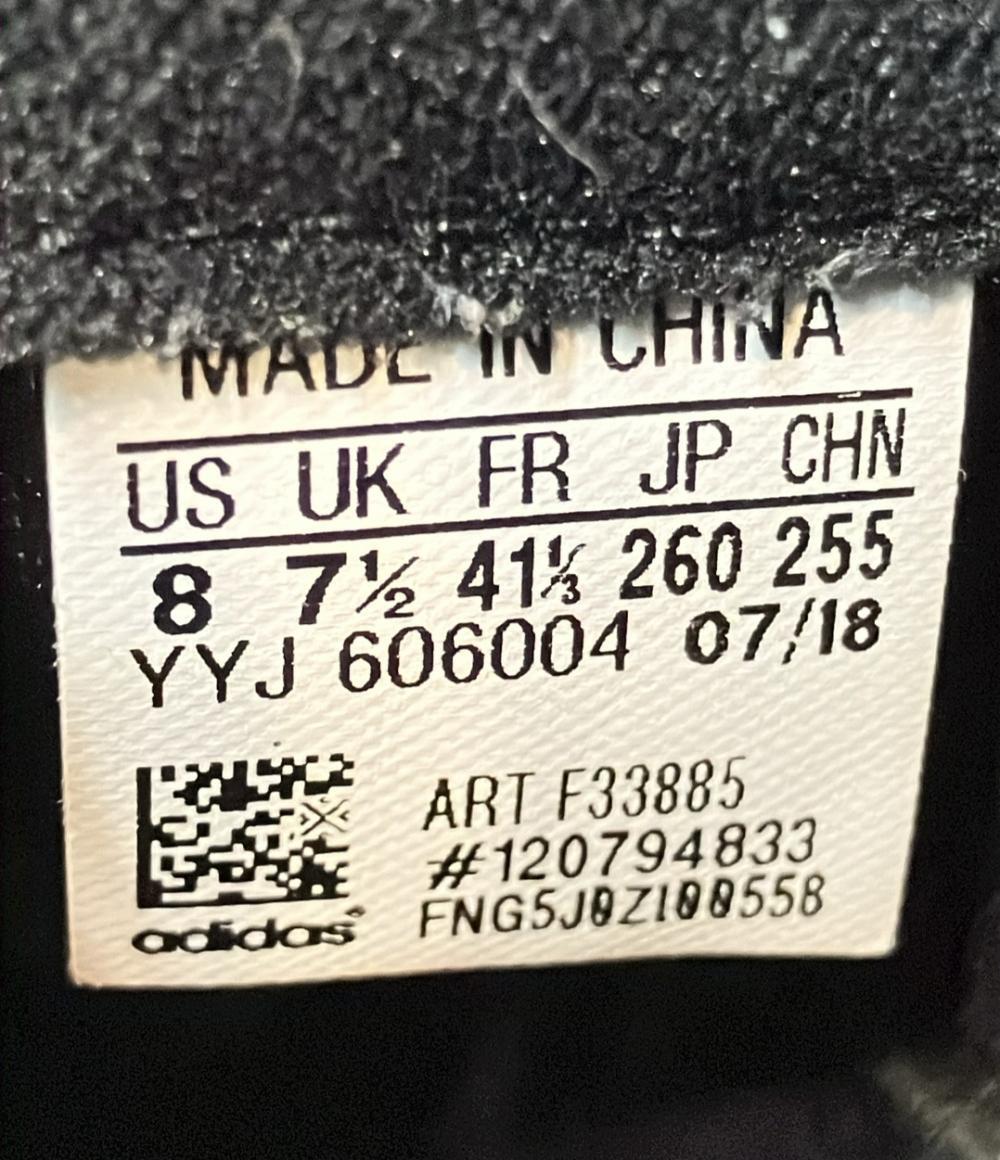 MADE IN CHINA
US UK FR JP CHN
8 7½ 41⅓ 260 255
YYJ 606004 07/18
ART F33885
#120794833
FNG5J0ZI00558
adidas